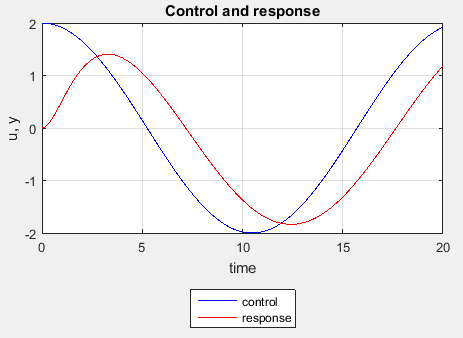 Control and response
u, y
2
1
0
-1
-2
0 5 10 15 20
time
control
response